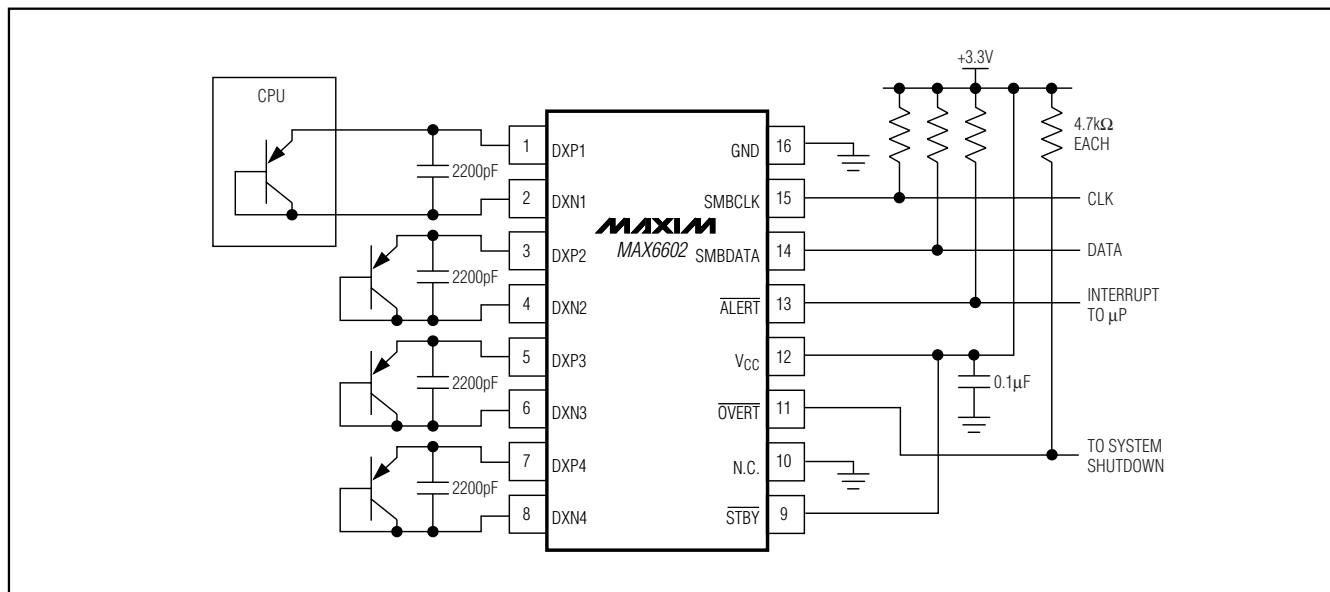 +3.3V
CPU
4.7kΩ
EACH
1 DXP1
GND 16
2200pF
2 DXN1
SMBCLK 15
CLK
MAXIM
MAX6602
3 DXP2
SMBDATA 14
DATA
2200pF
4 DXN2
ALERT 13
INTERRUPT
TO µP
5 DXP3
VCC 12
2200pF
0.1µF
6 DXN3
OVERT 11
TO SYSTEM
SHUTDOWN
7 DXP4
N.C. 10
2200pF
8 DXN4
STBY 9